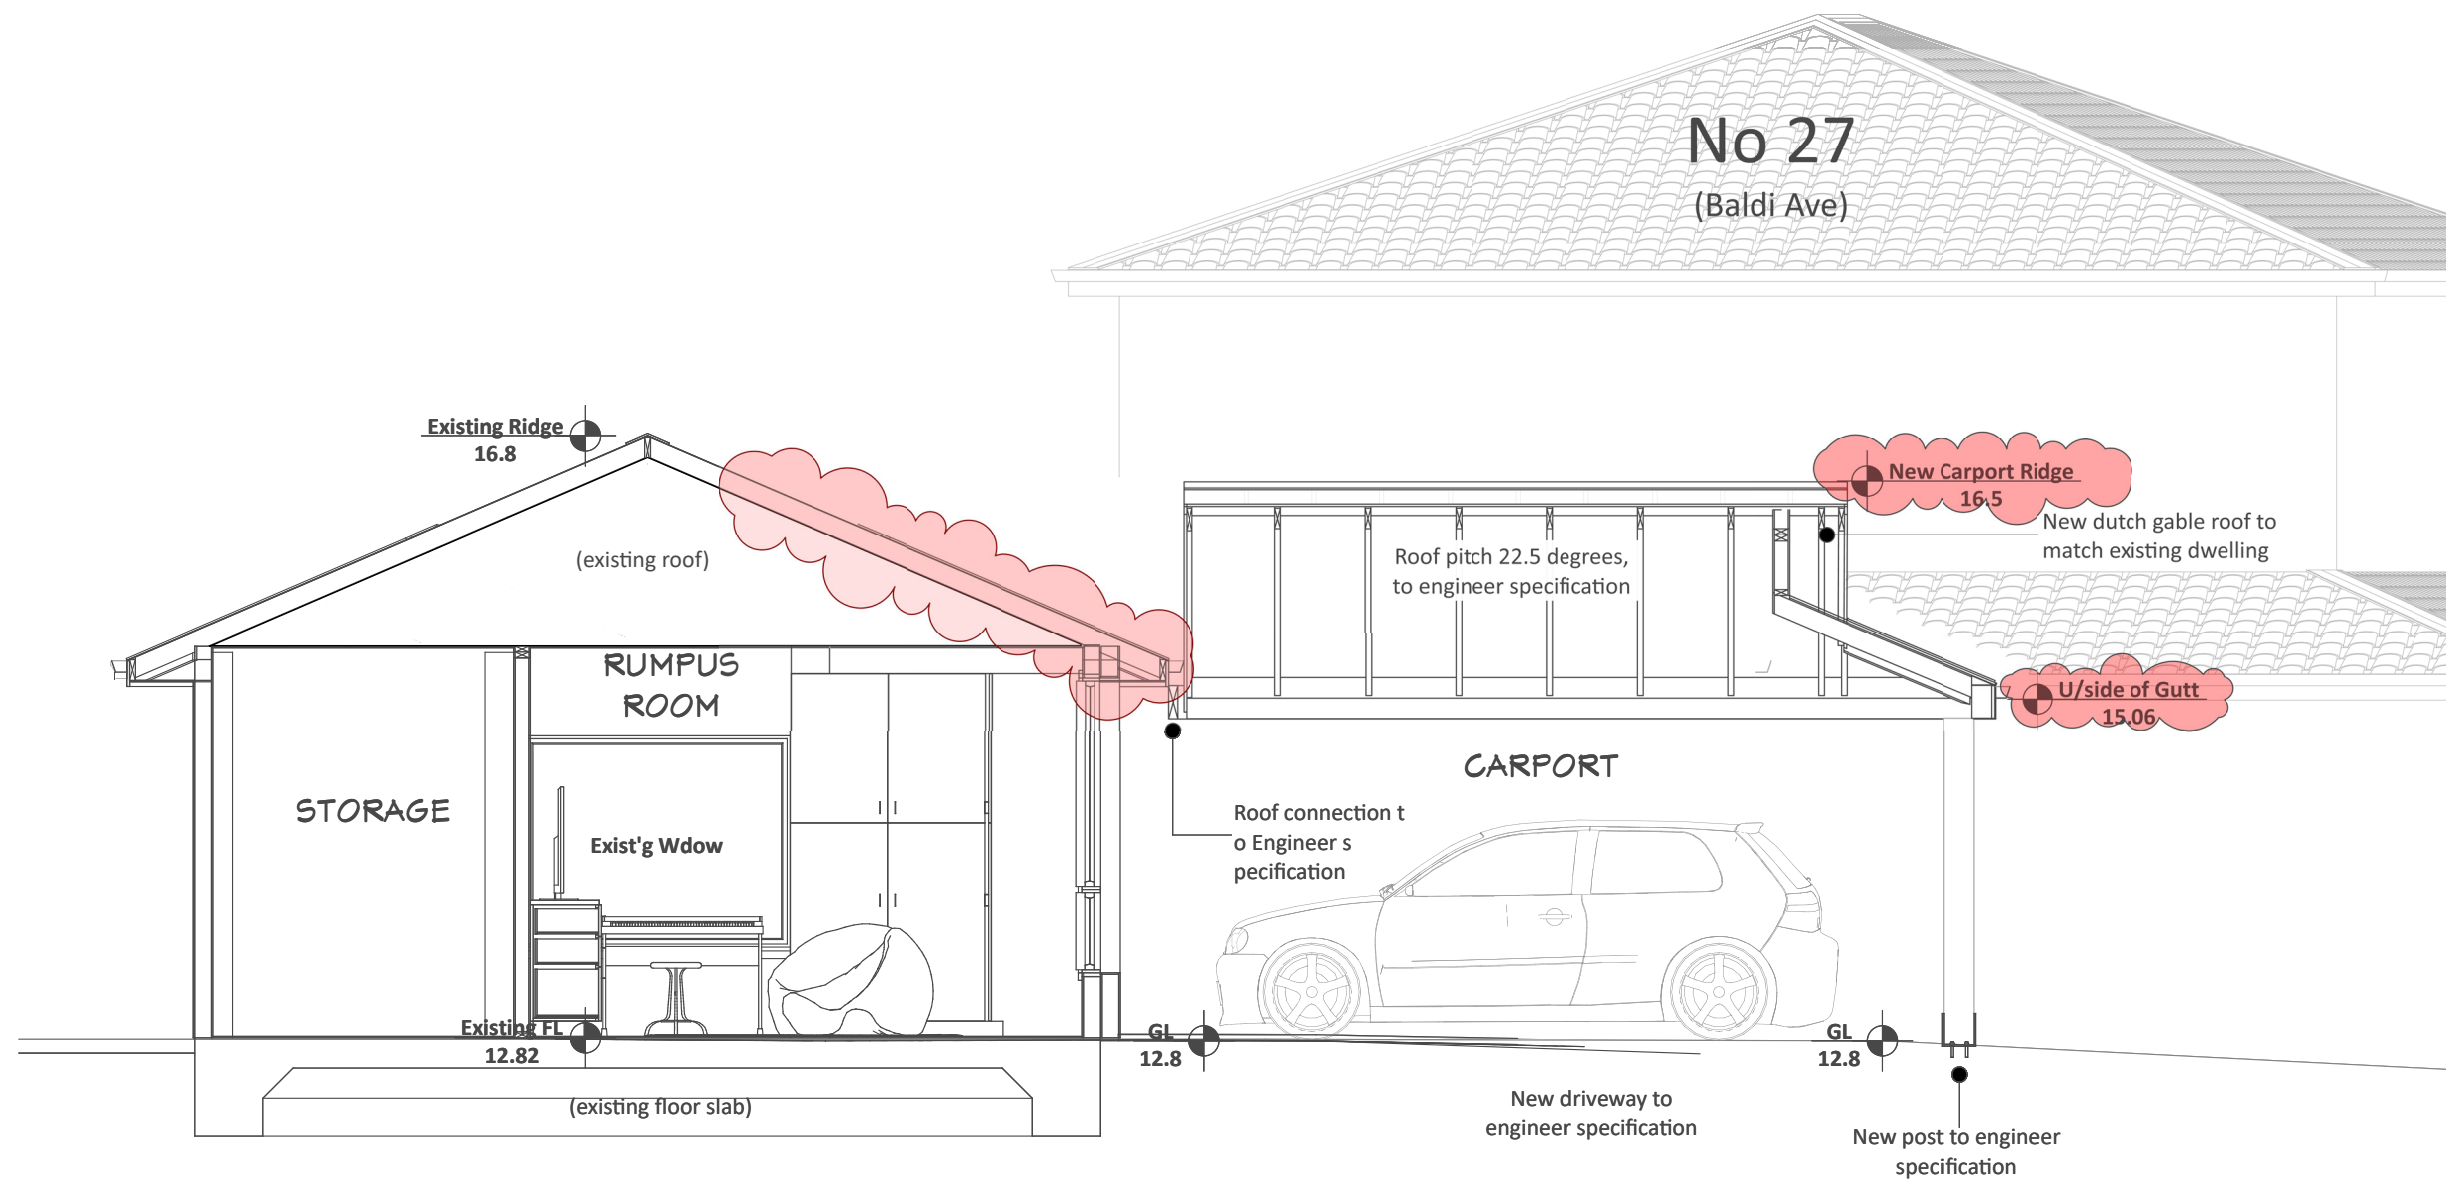 No 27
(Baldi Ave)
Existing Ridge
16.8
New Carport Ridge
16.5
New dutch gable roof to
match existing dwelling
(existing roof)
Roof pitch 22.5 degrees,
to engineer specification
RUMPUS
ROOM
U/side of Gutt
15.06
CARPORT
STORAGE
Roof connection t
o Engineer s
pecification
Exist'g Wdow
Existing FL
12.82
GL
12.8
GL
12.8
(existing floor slab)
New driveway to
engineer specification
New post to engineer
specification